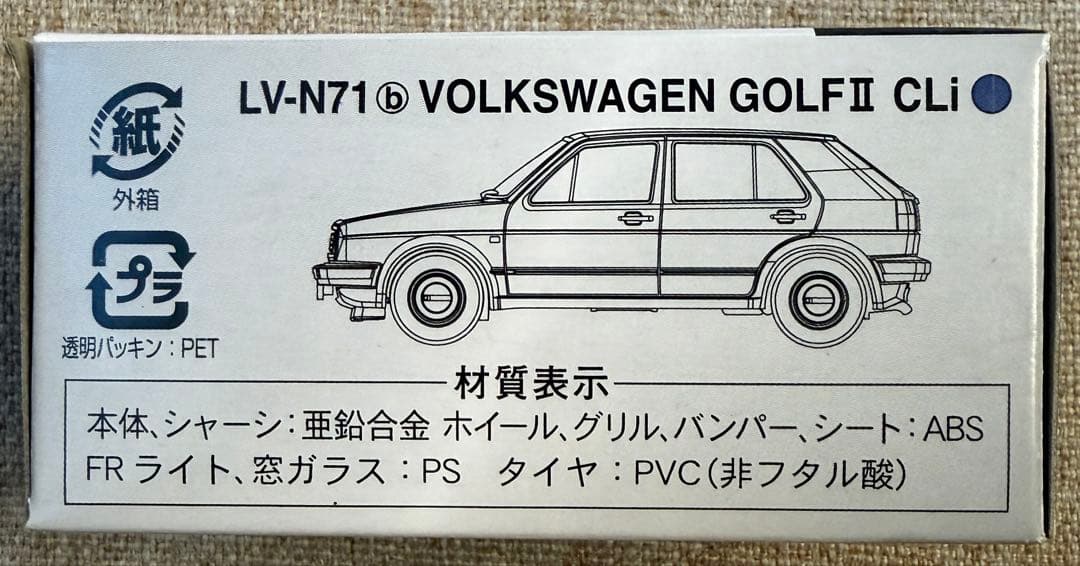 LV-N71ⓑ VOLKSWAGEN GOLFⅡ CLi
紙
外箱
プラ
透明パッキン：PET
材質表示
本体、シャーシ：亜鉛合金 ホイール、グリル、バンパー、シート：ABS
FRライト、窓ガラス：PS タイヤ：PVC（非フタル酸）